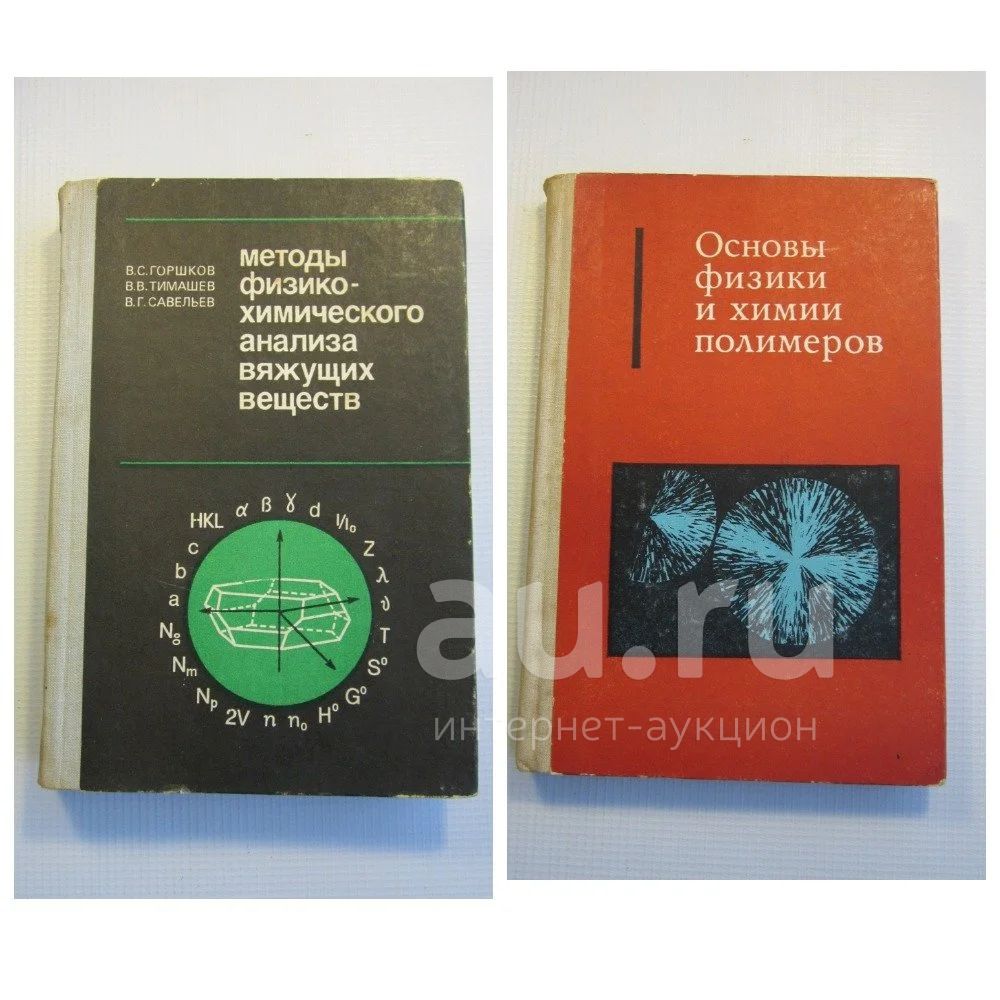 В.С. ГОРШКОВ
В.В. ТИМАШЕВ
В.Г. САВЕЛЬЕВ
методы
физико-
химического
анализа
вяжущих
веществ
HKL α β γ d I/I₀
c Z
b λ
a υ
N₀ T
Nm S°
Np G°
2V n n₀ H°
Основы
физики
и химии
полимеров
au.ru
интернет-аукцион